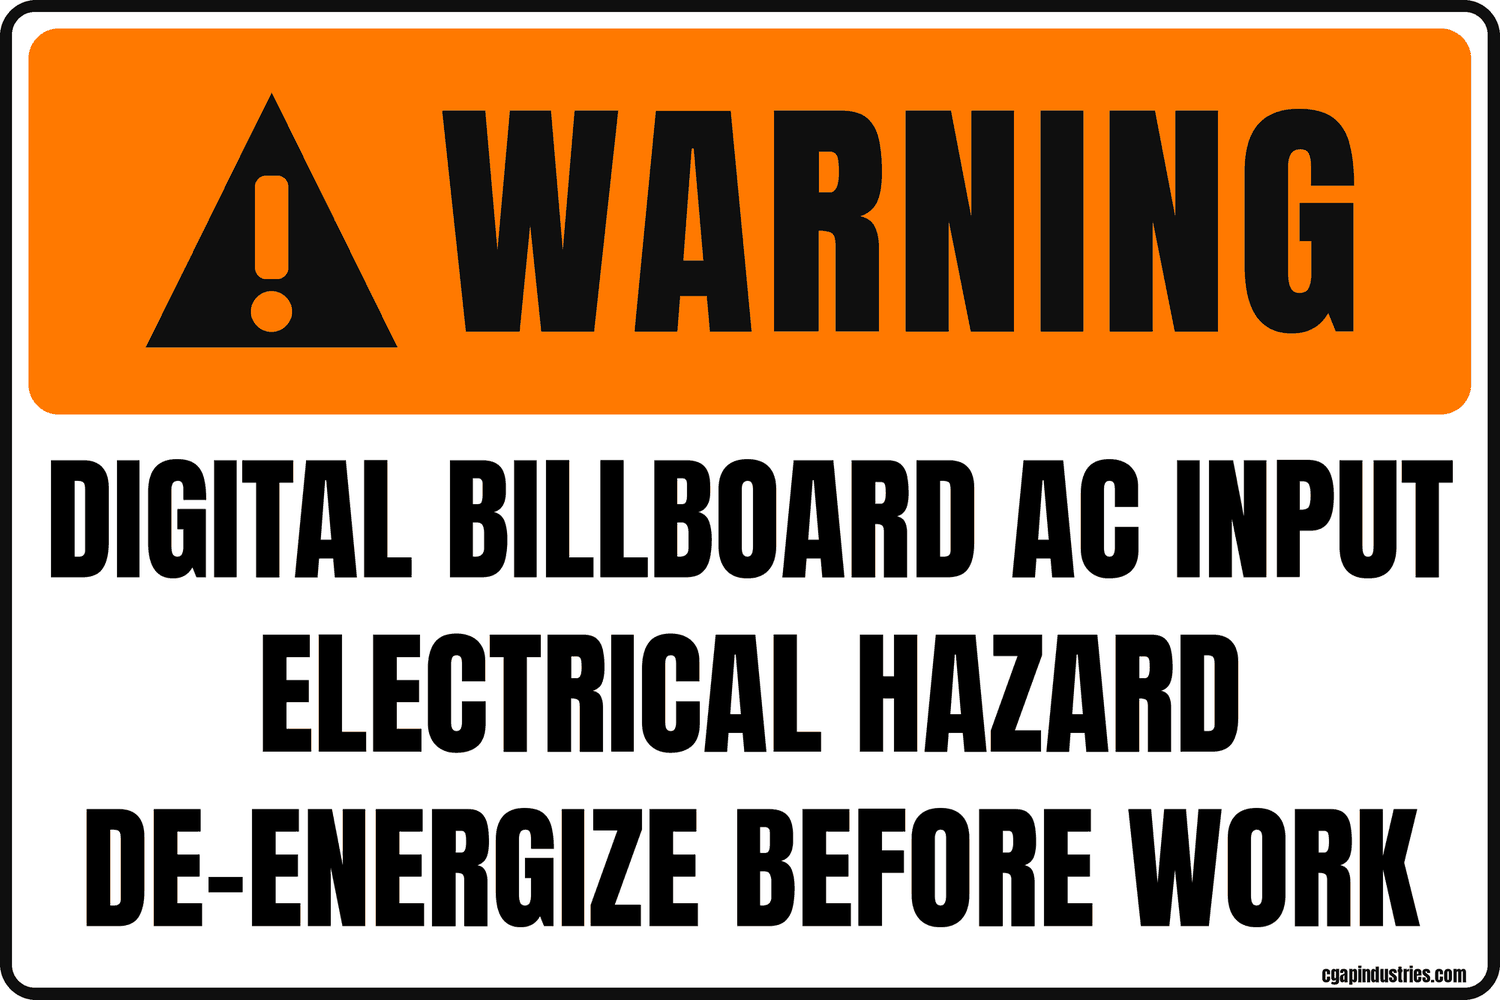 WARNING
DIGITAL BILLBOARD AC INPUT
ELECTRICAL HAZARD
DE-ENERGIZE BEFORE WORK
cgapindustries.com